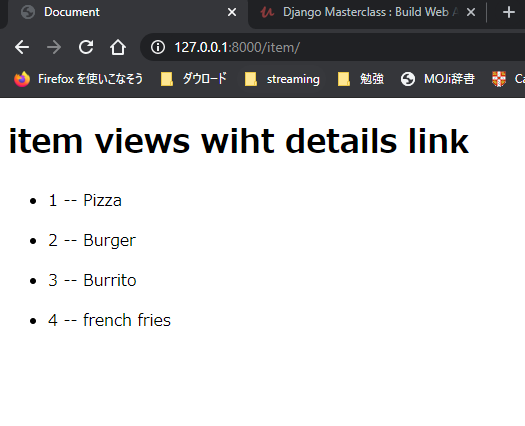 Document
Django Masterclass : Build Web
127.0.0.1:8000/item/
Firefox を使いこなそう
ダウロード
streaming
勉強
MOJi辞書
Ca
item views wiht details link
1 -- Pizza
2 -- Burger
3 -- Burrito
4 -- french fries